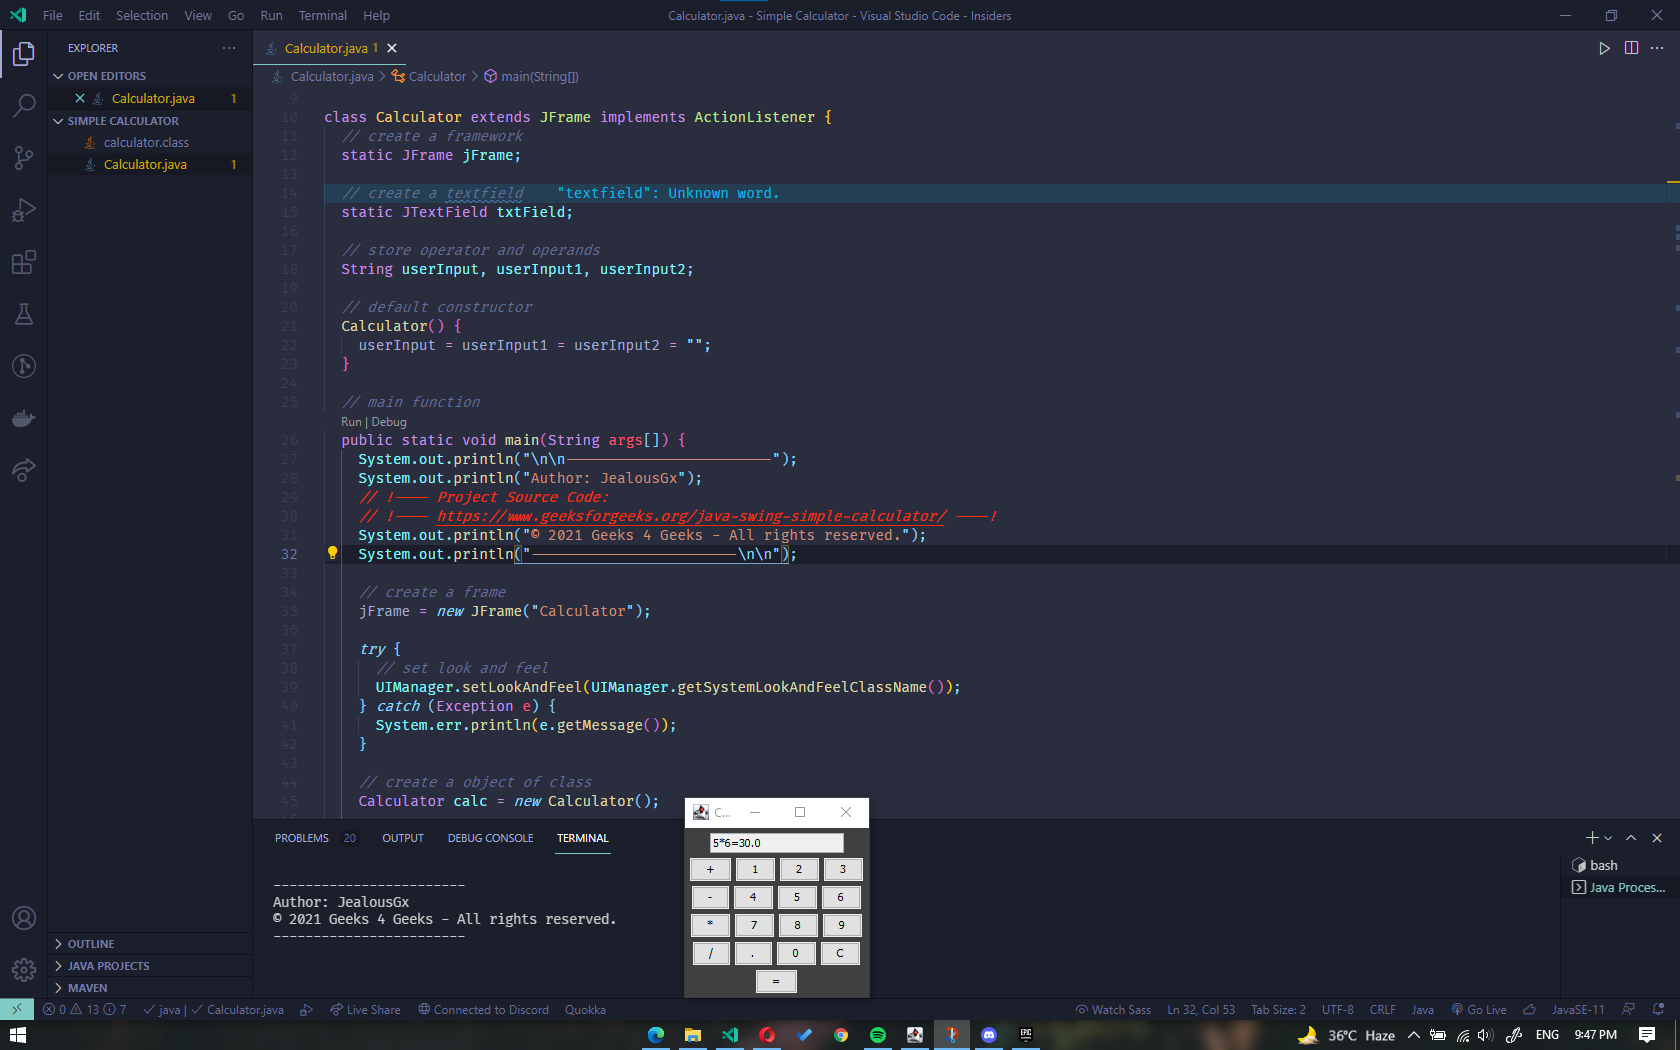 File Edit Selection View Go Run Terminal Help
Calculator.java - Simple Calculator - Visual Studio Code - Insiders
EXPLORER
OPEN EDITORS
Calculator.java 1
SIMPLE CALCULATOR
calculator.class
Calculator.java 1
OUTLINE
JAVA PROJECTS
MAVEN
Calculator.java 1
Calculator.java > Calculator > main(String[])
9
10 class Calculator extends JFrame implements ActionListener {
11 // create a framework
12 static JFrame jFrame;
13
14 // create a textfield "textfield": Unknown word.
15 static JTextField txtField;
16
17 // store operator and operands
18 String userInput, userInput1, userInput2;
19
20 // default constructor
21 Calculator() {
22 userInput = userInput1 = userInput2 = "";
23 }
24
25 // main function
Run | Debug
26 public static void main(String args[]) {
27 System.out.println("\n\n------------------------");
28 System.out.println("Author: JealousGx");
29 // !---- Project Source Code:
30 // !---- https://www.geeksforgeeks.org/java-swing-simple-calculator/ ----!
31 System.out.println("© 2021 Geeks 4 Geeks - All rights reserved.");
32 System.out.println("------------------------\n\n");
33
34 // create a frame
35 jFrame = new JFrame("Calculator");
36
37 try {
38 // set look and feel
39 UIManager.setLookAndFeel(UIManager.getSystemLookAndFeelClassName());
40 } catch (Exception e) {
41 System.err.println(e.getMessage());
42 }
43
44 // create a object of class
45 Calculator calc = new Calculator();
PROBLEMS 20 OUTPUT DEBUG CONSOLE TERMINAL
------------------------
Author: JealousGx
© 2021 Geeks 4 Geeks - All rights reserved.
------------------------
bash
Java Proces...
C...
5*6=30.0
+ 1 2 3
- 4 5 6
* 7 8 9
/ . 0 C
=
0 13 7 java | Calculator.java Live Share Connected to Discord Quokka
Watch Sass Ln 32, Col 53 Tab Size: 2 UTF-8 CRLF Java Go Live JavaSE-11
EPIC
36°C Haze ENG 9:47 PM